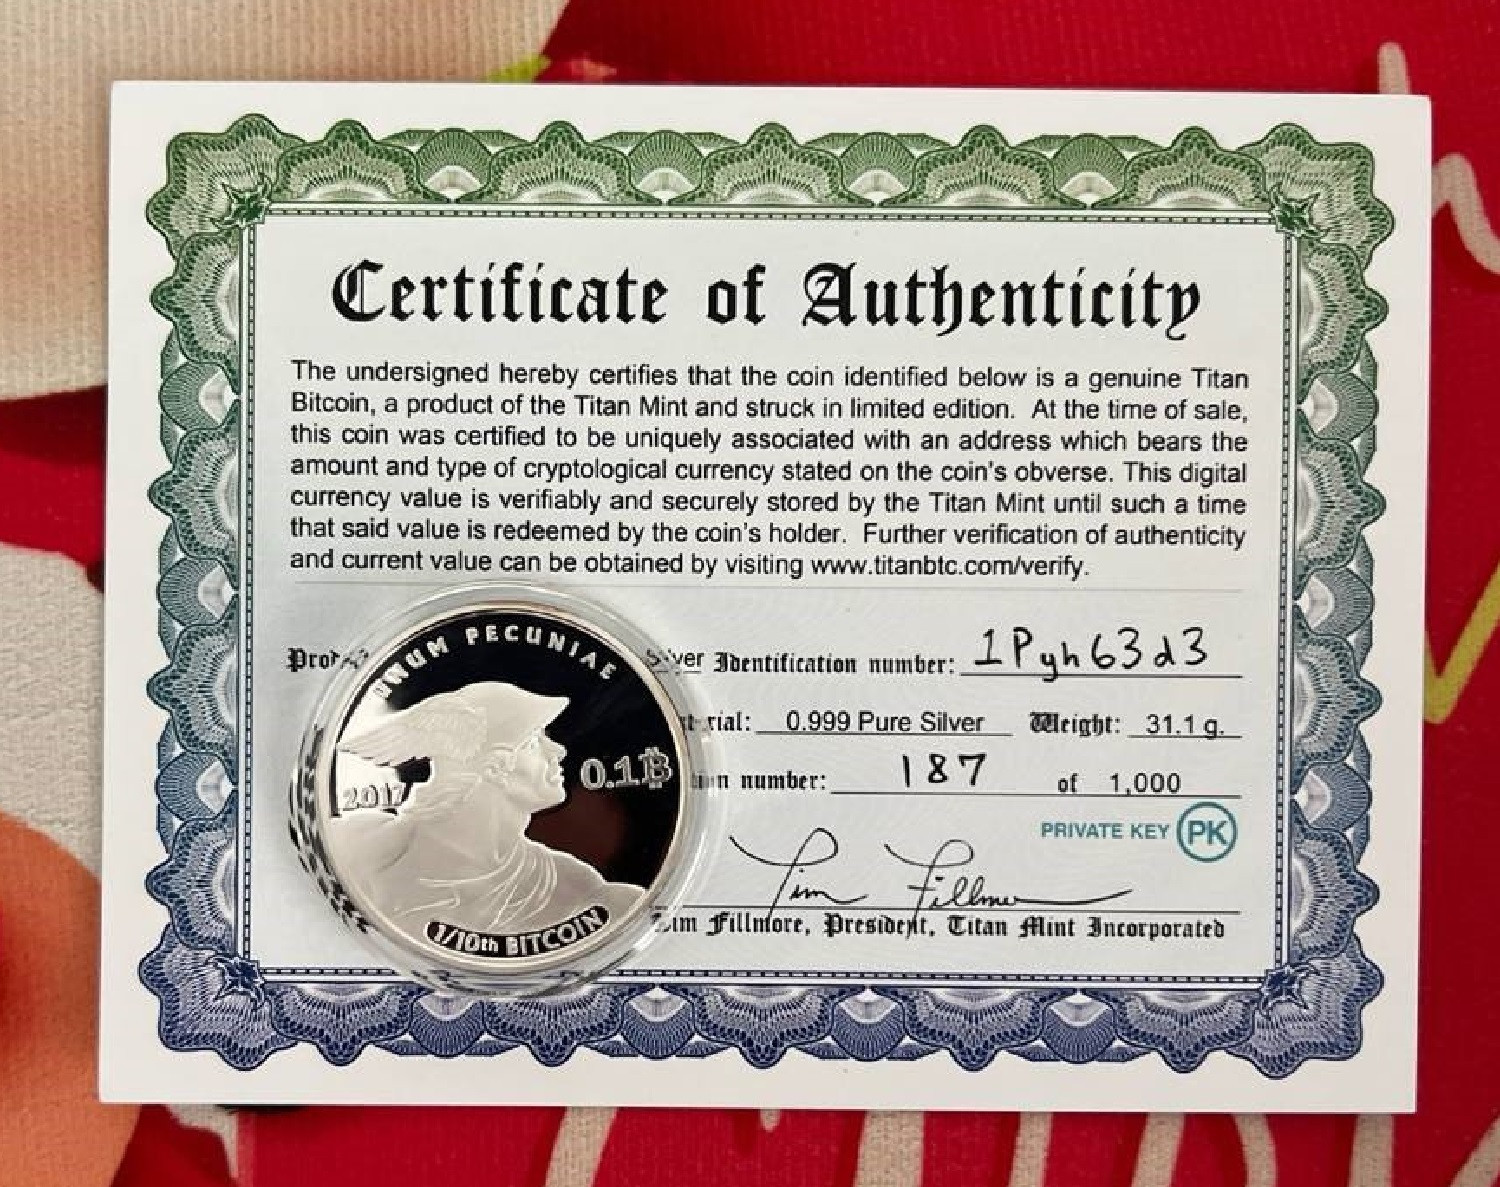 Certificate of Authenticity
The undersigned hereby certifies that the coin identified below is a genuine Titan
Bitcoin, a product of the Titan Mint and struck in limited edition. At the time of sale,
this coin was certified to be uniquely associated with an address which bears the
amount and type of cryptological currency stated on the coin's obverse. This digital
currency value is verifiably and securely stored by the Titan Mint until such a time
that said value is redeemed by the coin's holder. Further verification of authenticity
and current value can be obtained by visiting www.titanbtc.com/verify.
Identification number: 1Pyh63d3
0.999 Pure Silver Weight: 31.1 g.
number: 187 of 1,000
PRIVATE KEY PK
Tim Fillmore
Tim Fillmore, President, Titan Mint Incorporated
UNUM PECUNIAE
0.1₿
2017
1/10th BITCOIN